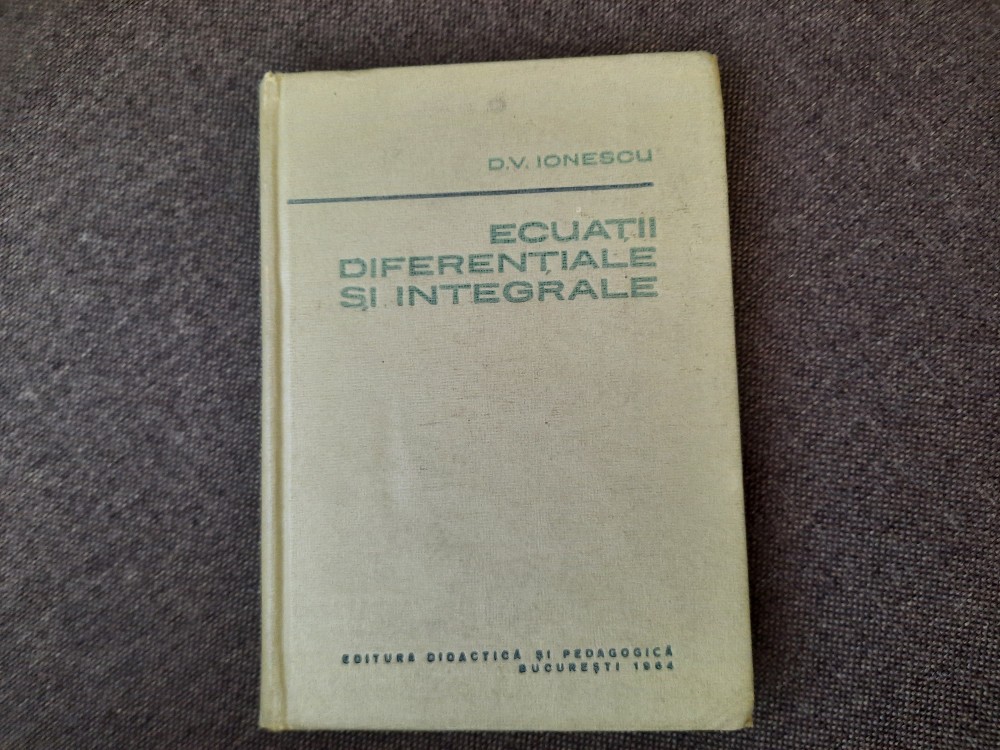 D.V. IONESCU
ECUAȚII
DIFERENȚIALE
ȘI INTEGRALE
EDITURA DIDACTICĂ ȘI PEDAGOGICĂ
BUCUREȘTI 1964